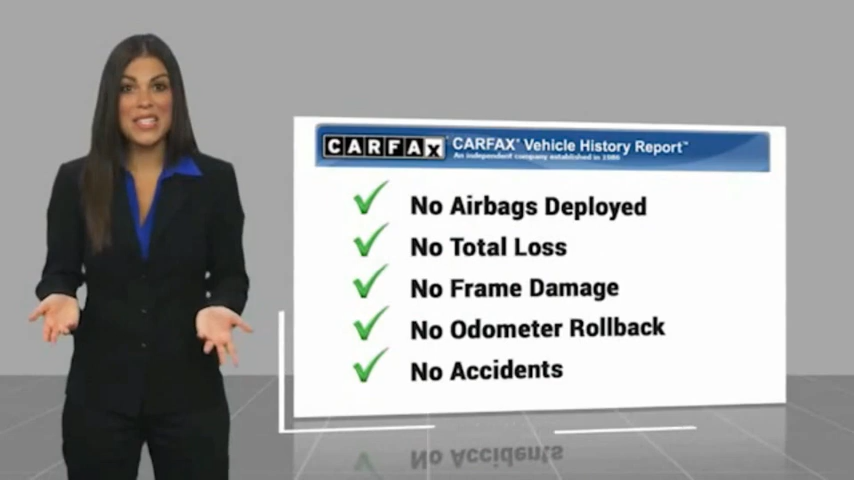 CARFAX CARFAX® Vehicle History Report™
An independent company established in 1986
No Airbags Deployed
No Total Loss
No Frame Damage
No Odometer Rollback
No Accidents
No Accidents